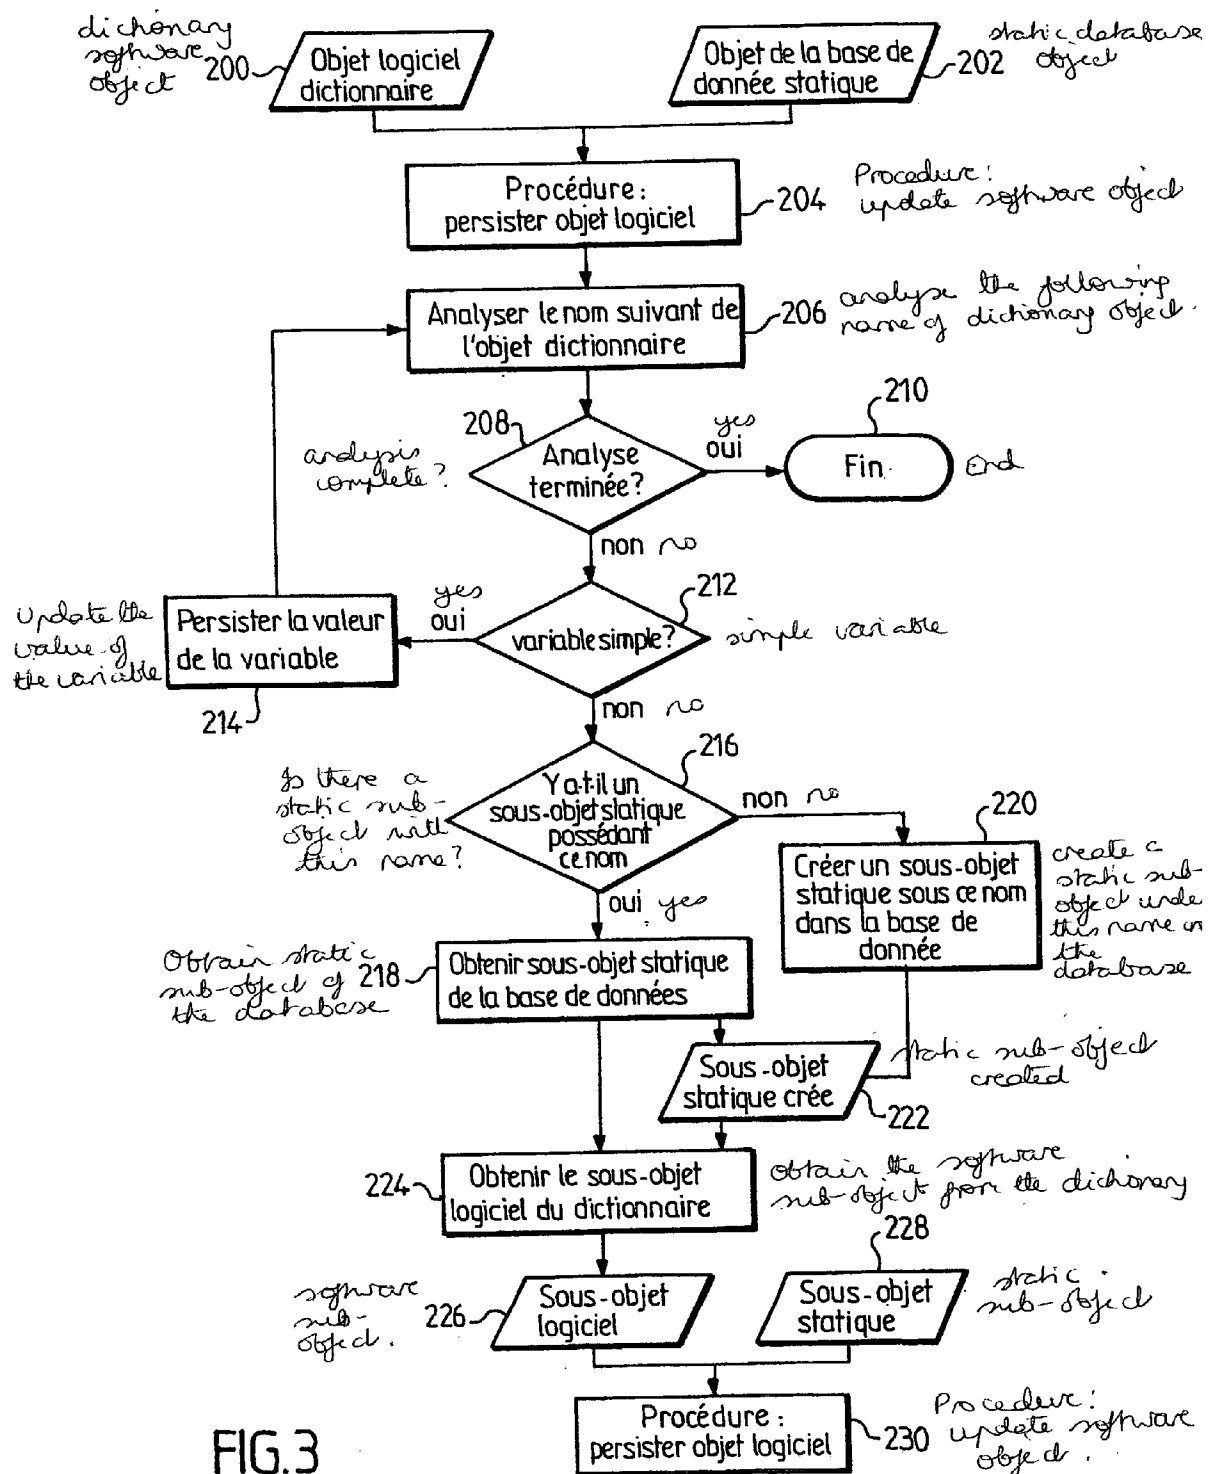 dictionary
software
object
200
Objet logiciel
dictionnaire
Objet de la base de
donnée statique
202
static database
object
Procédure :
persister objet logiciel
204
Procedure :
update software object
Analyser le nom suivant de
l'objet dictionnaire
206
analyse the following
name of dictionary object.
208
Analyse
terminée?
analysis
complete?
yes
oui
210
Fin
End
non no
212
variable simple?
simple variable
yes
oui
Persister la valeur
de la variable
214
update the
value of
the variable
non no
216
Y a.t.il un
sous-objet statique
possédant
ce nom
Is there a
static sub-
object with
this name?
non no
220
Créer un sous-objet
statique sous ce nom
dans la base de
donnée
create a
static sub-
object unde
this name in
the
database
oui yes
Obtain static
sub-object of
the database
218
Obtenir sous-objet statique
de la base de données
Sous-objet
statique crée
222
static sub-object
created
224
Obtenir le sous-objet
logiciel du dictionnaire
obtain the software
sub-object from the dictionary
228
software
sub-
object.
226
Sous-objet
logiciel
Sous-objet
statique
static
sub-object
Procédure :
persister objet logiciel
230
Procedure :
update software
object.
FIG.3